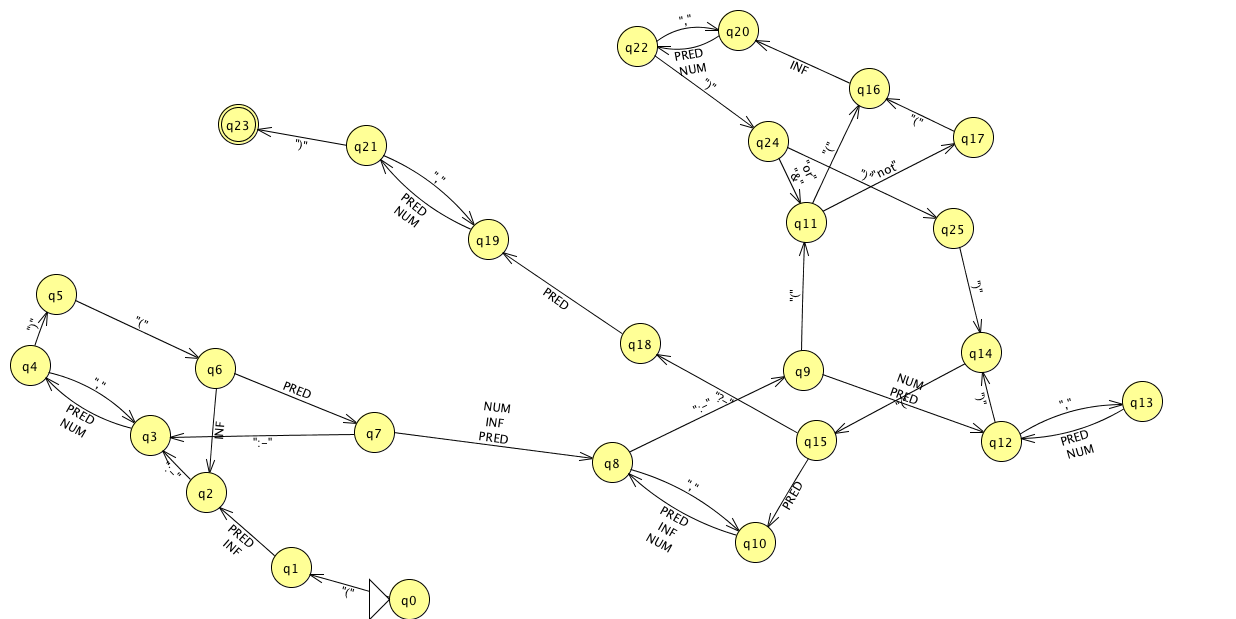 q20
","
q22
PRED
NUM
INF
")"
q16
q23
"("
q17
q21
")"
q24
"("
","
"&"
"or"
")"
"not"
PRED
NUM
q11
q25
q19
q5
"("
PRED
"("
")"
")"
q18
q14
q4
","
q6
q9
PRED
NUM
PRED
"?-"
NUM
PRED
"("
":-"
")"
","
q13
PRED
NUM
INF
NUM
INF
PRED
q3
":-"
q7
q15
q12
PRED
NUM
":-"
q8
","
PRED
q2
PRED
INF
NUM
q10
PRED
INF
q1
"("
q0